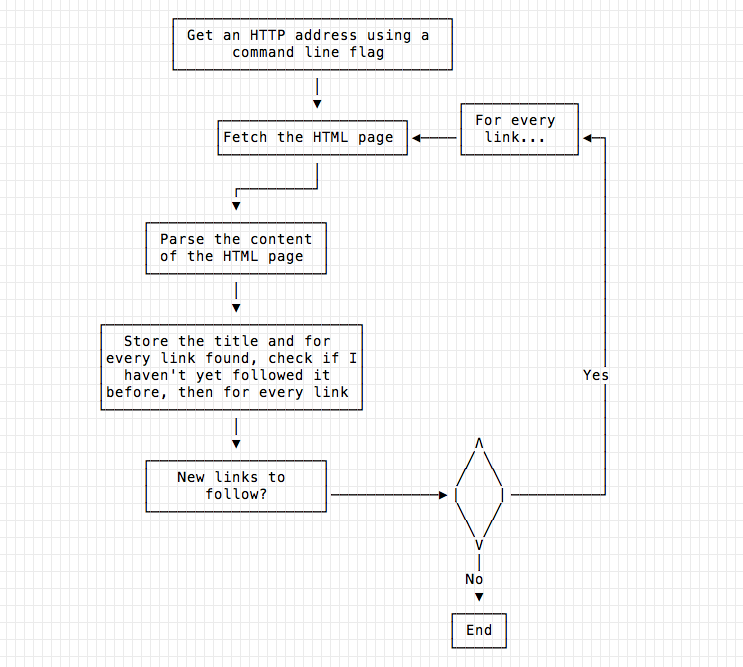 Get an HTTP address using a
command line flag
For every
link...
Fetch the HTML page
Parse the content
of the HTML page
Store the title and for
every link found, check if I
haven't yet followed it
before, then for every link
Yes
New links to
follow?
No
End